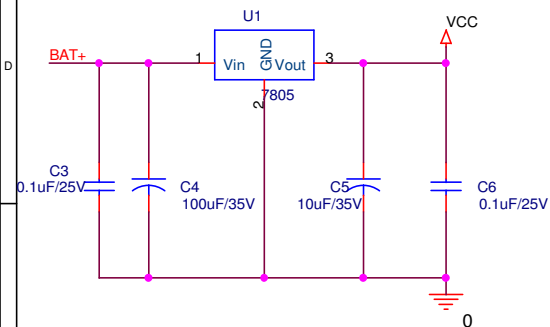 U1
VCC
BAT+
1
3
D
Vin
GND
Vout
7805
2
C3
0.1uF/25V
C4
100uF/35V
C5
10uF/35V
C6
0.1uF/25V
0